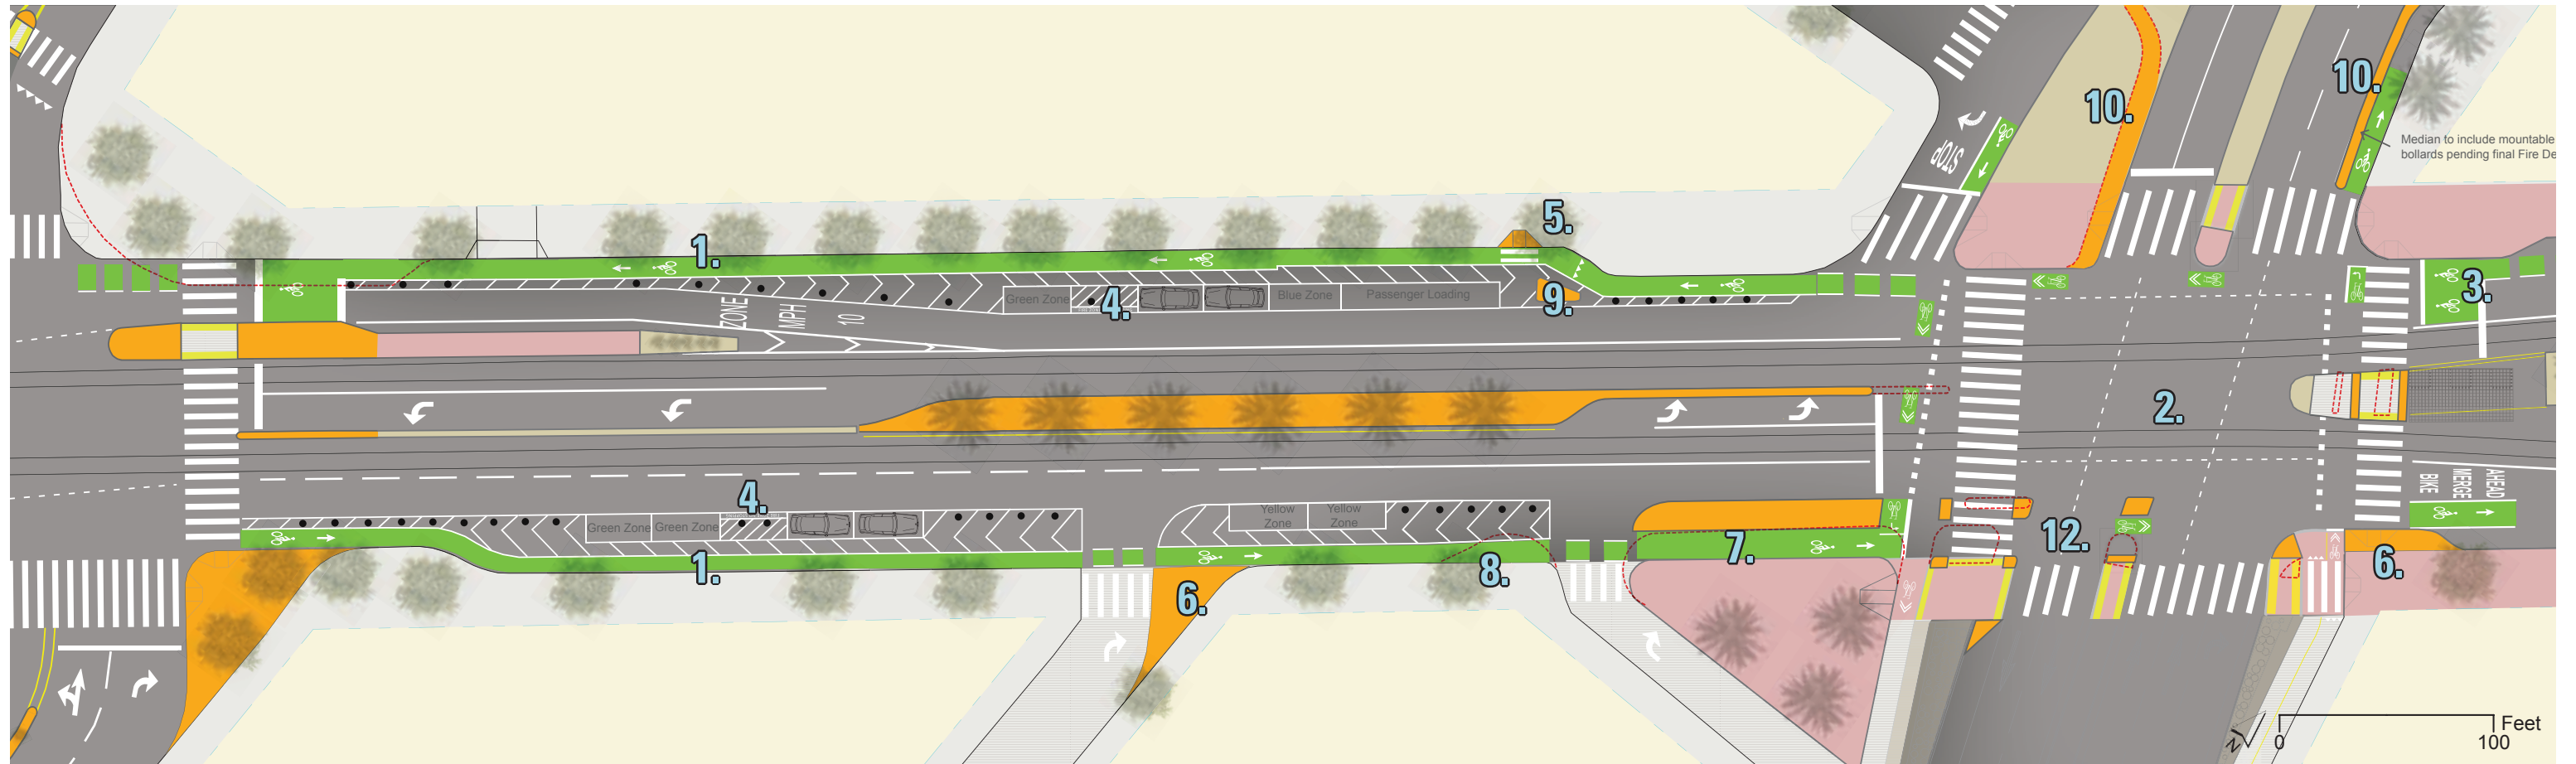 10.
10.
Median to include mountable
bollards pending final Fire De
STOP
5.
1.
3.
9.
4.
Green Zone
Blue Zone
Passenger Loading
ZONE
MPH
10
2.
4.
Green Zone
Green Zone
Yellow
Zone
Yellow
Zone
AHEAD
MERGE
BIKE
12.
7.
1.
8.
6.
6.
N
Feet
0
100